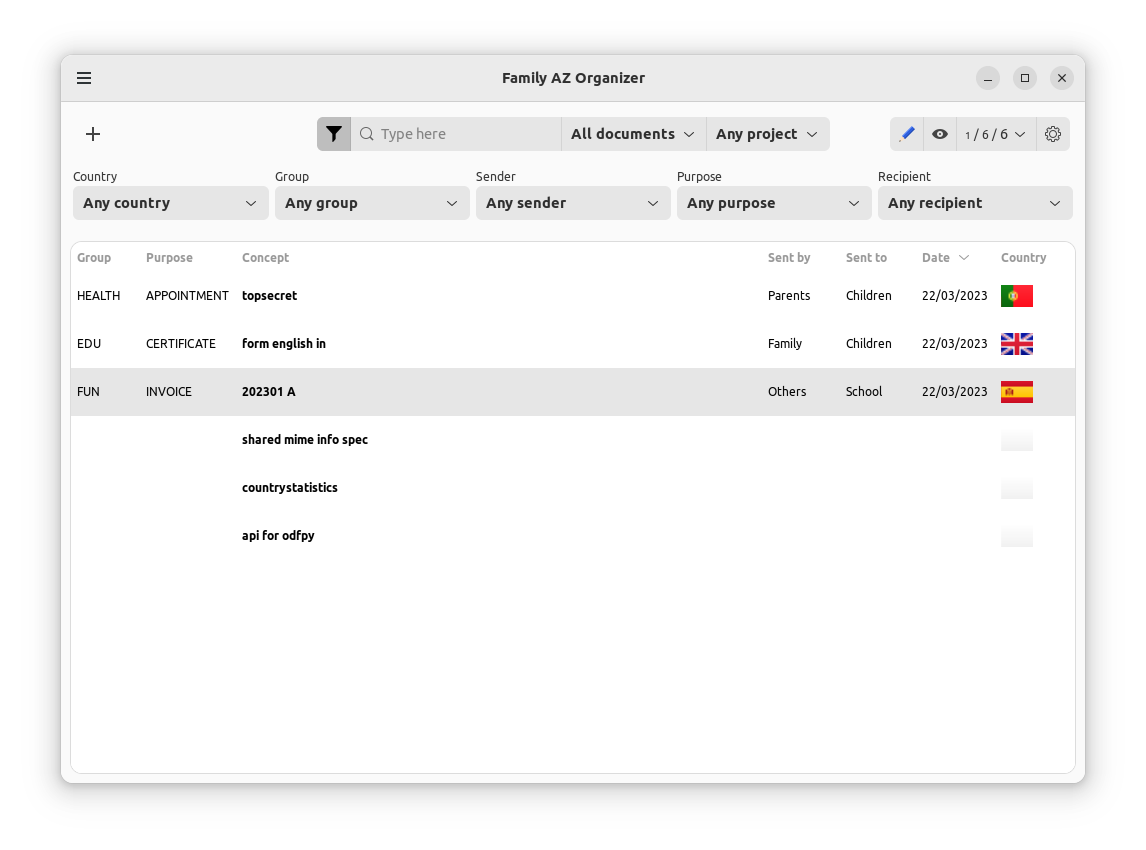 Family AZ Organizer
Type here All documents Any project 1 / 6 / 6
Country Group Sender Purpose Recipient
Any country Any group Any sender Any purpose Any recipient
Group Purpose Concept Sent by Sent to Date Country
HEALTH APPOINTMENT topsecret Parents Children 22/03/2023
EDU CERTIFICATE form english in Family Children 22/03/2023
FUN INVOICE 202301 A Others School 22/03/2023
shared mime info spec
countrystatistics
api for odfpy